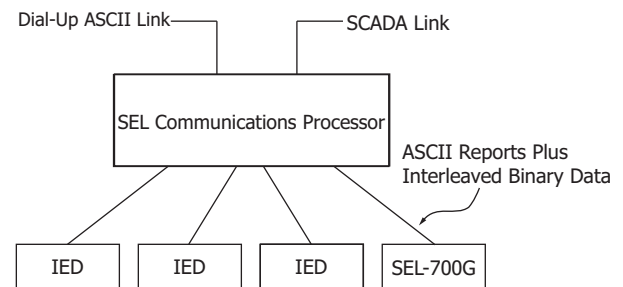 Dial-Up ASCII Link
SCADA Link
SEL Communications Processor
ASCII Reports Plus
Interleaved Binary Data
IED
IED
IED
SEL-700G